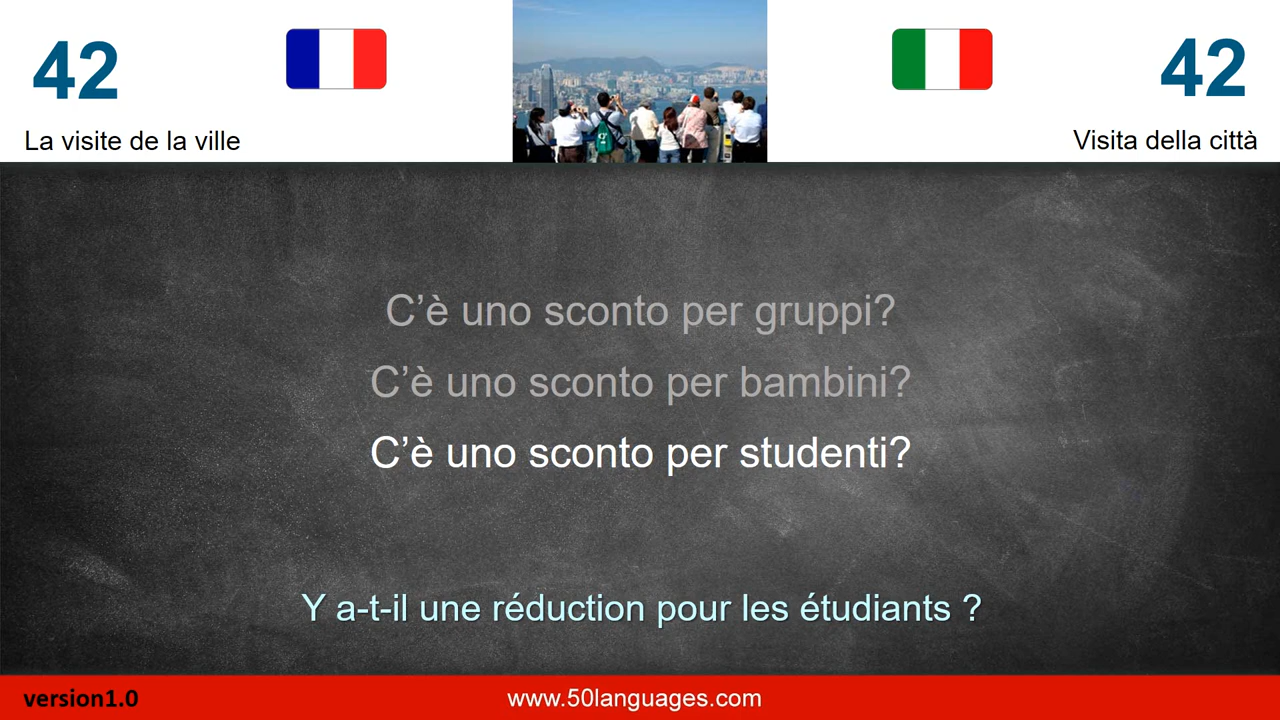 42
La visite de la ville
42
Visita della città
C’è uno sconto per gruppi?
C’è uno sconto per bambini?
C’è uno sconto per studenti?
Y a-t-il une réduction pour les étudiants ?
version1.0
www.50languages.com